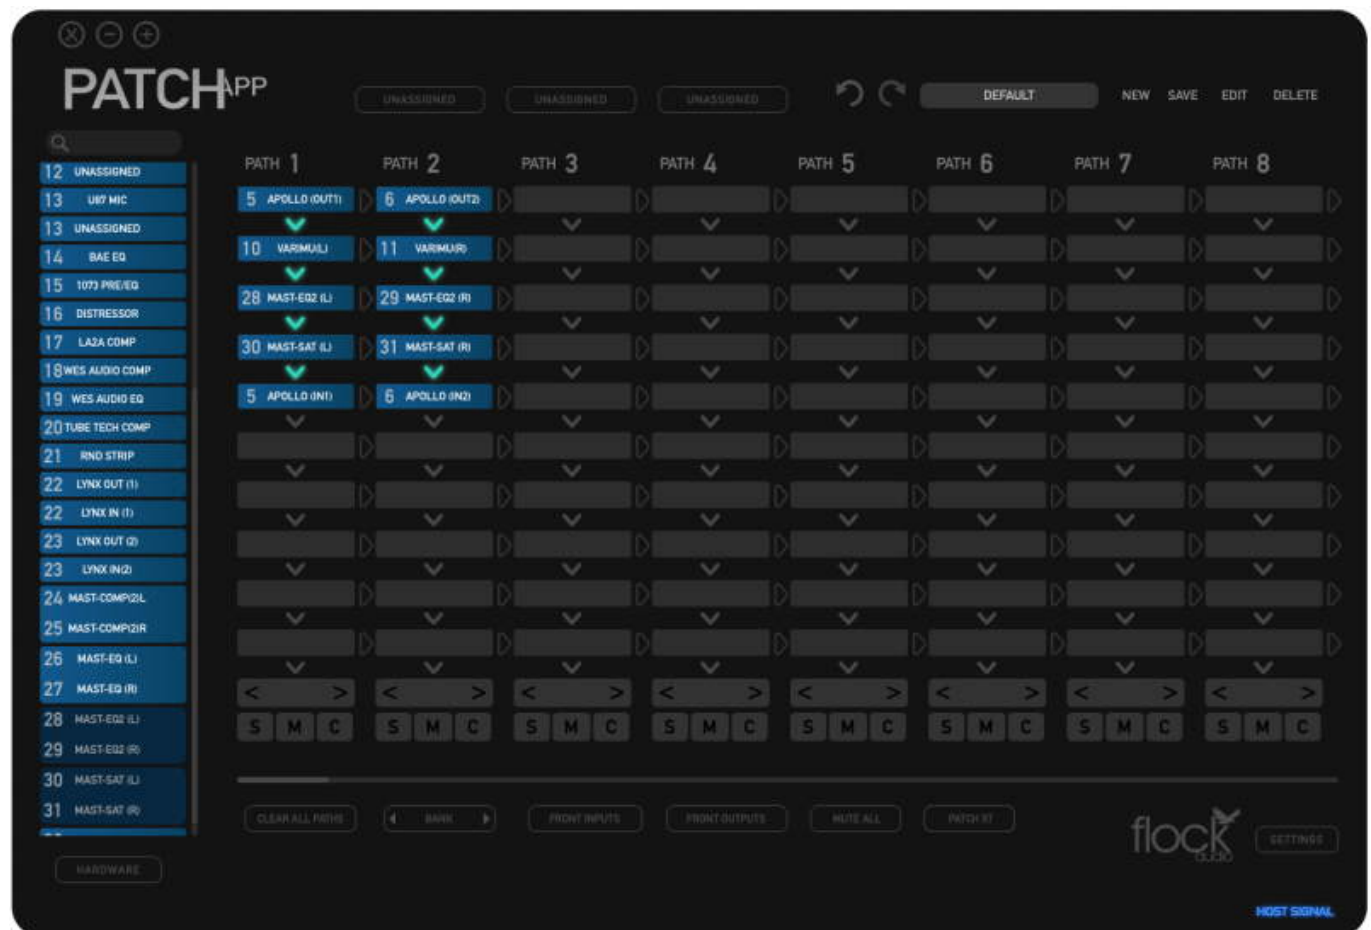 PATCH APP
UNASSIGNED UNASSIGNED UNASSIGNED DEFAULT NEW SAVE EDIT DELETE
12 UNASSIGNED
13 U87 MIC
13 UNASSIGNED
14 BAE EQ
15 1073 PRE/EQ
16 DISTRESSOR
17 LA2A COMP
18 WES AUDIO COMP
19 WES AUDIO EQ
20 TUBE TECH COMP
21 RND STRIP
22 LYNX OUT (1)
22 LYNX IN (1)
23 LYNX OUT (2)
23 LYNX IN(2)
24 MAST-COMP(2)L
25 MAST-COMP(2)R
26 MAST-EQ (L)
27 MAST-EQ (R)
28 MAST-EQ2 (L)
29 MAST-EQ2 (R)
30 MAST-SAT (L)
31 MAST-SAT (R)
HARDWARE
PATH 1 PATH 2 PATH 3 PATH 4 PATH 5 PATH 6 PATH 7 PATH 8
5 APOLLO (OUT1) 6 APOLLO (OUT2)
10 VARIMU(L) 11 VARIMU(R)
28 MAST-EQ2 (L) 29 MAST-EQ2 (R)
30 MAST-SAT (L) 31 MAST-SAT (R)
5 APOLLO (IN1) 6 APOLLO (IN2)
< > < > < > < > < > < > < > < >
S M C S M C S M C S M C S M C S M C S M C S M C
CLEAR ALL PATHS BANK FRONT INPUTS FRONT OUTPUTS MUTE ALL PATCH XT
flock audio
SETTINGS
HOST SIGNAL